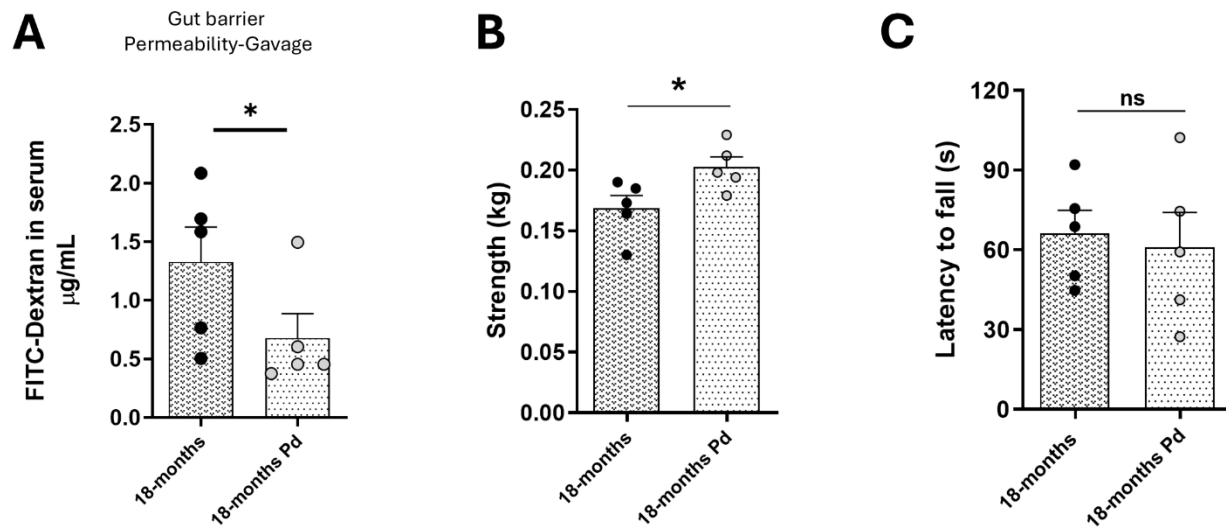 A
Gut barrier
Permeability-Gavage
FITC-Dextran in serum
µg/mL
2.5
2.0
1.5
1.0
0.5
0.0
*
18-months
18-months Pd
B
Strength (kg)
0.25
0.20
0.15
0.10
0.05
0.00
*
18-months
18-months Pd
C
Latency to fall (s)
120
90
60
30
0
ns
18-months
18-months Pd